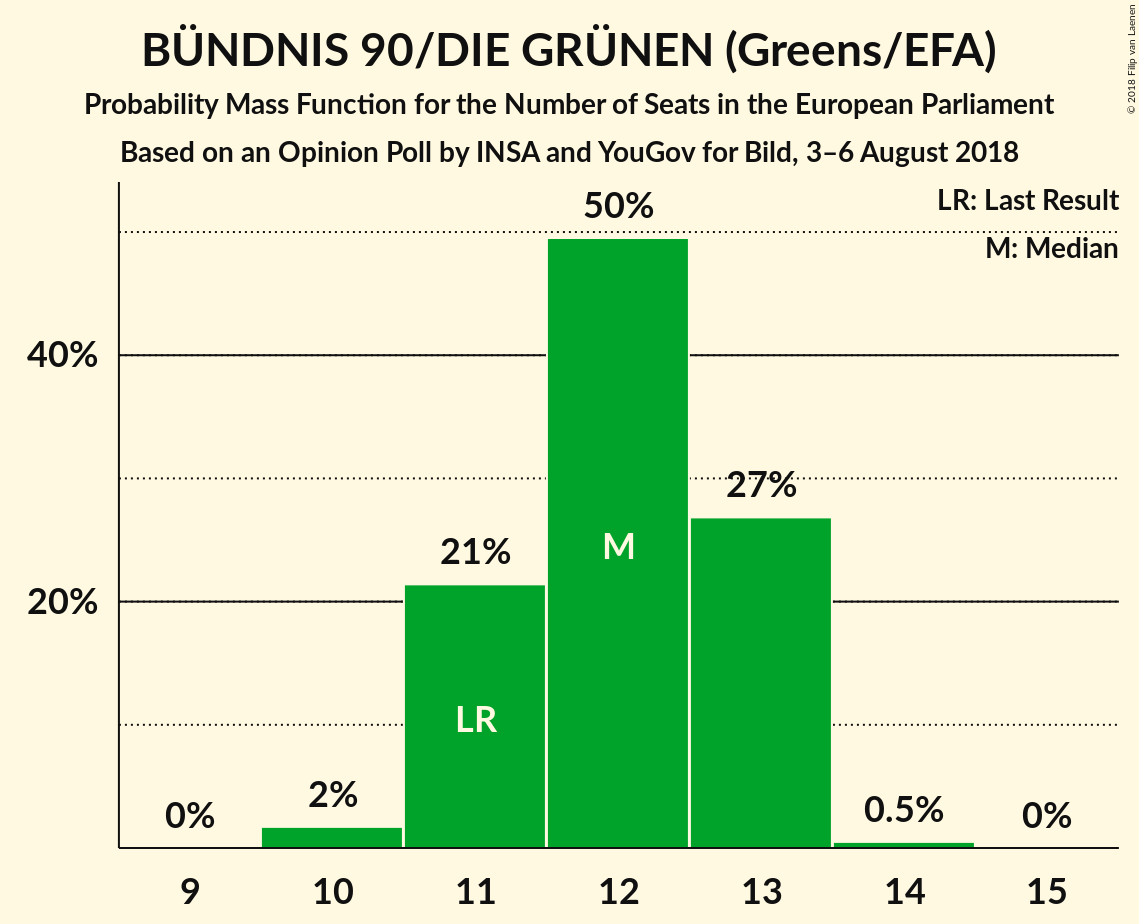 BÜNDNIS 90/DIE GRÜNEN (Greens/EFA)
Probability Mass Function for the Number of Seats in the European Parliament
Based on an Opinion Poll by INSA and YouGov for Bild, 3–6 August 2018
© 2018 Filip van Laenen
LR: Last Result
M: Median
50%
40%
27%
21%
M
20%
LR
2%
0%
0.5%
0%
9 10 11 12 13 14 15